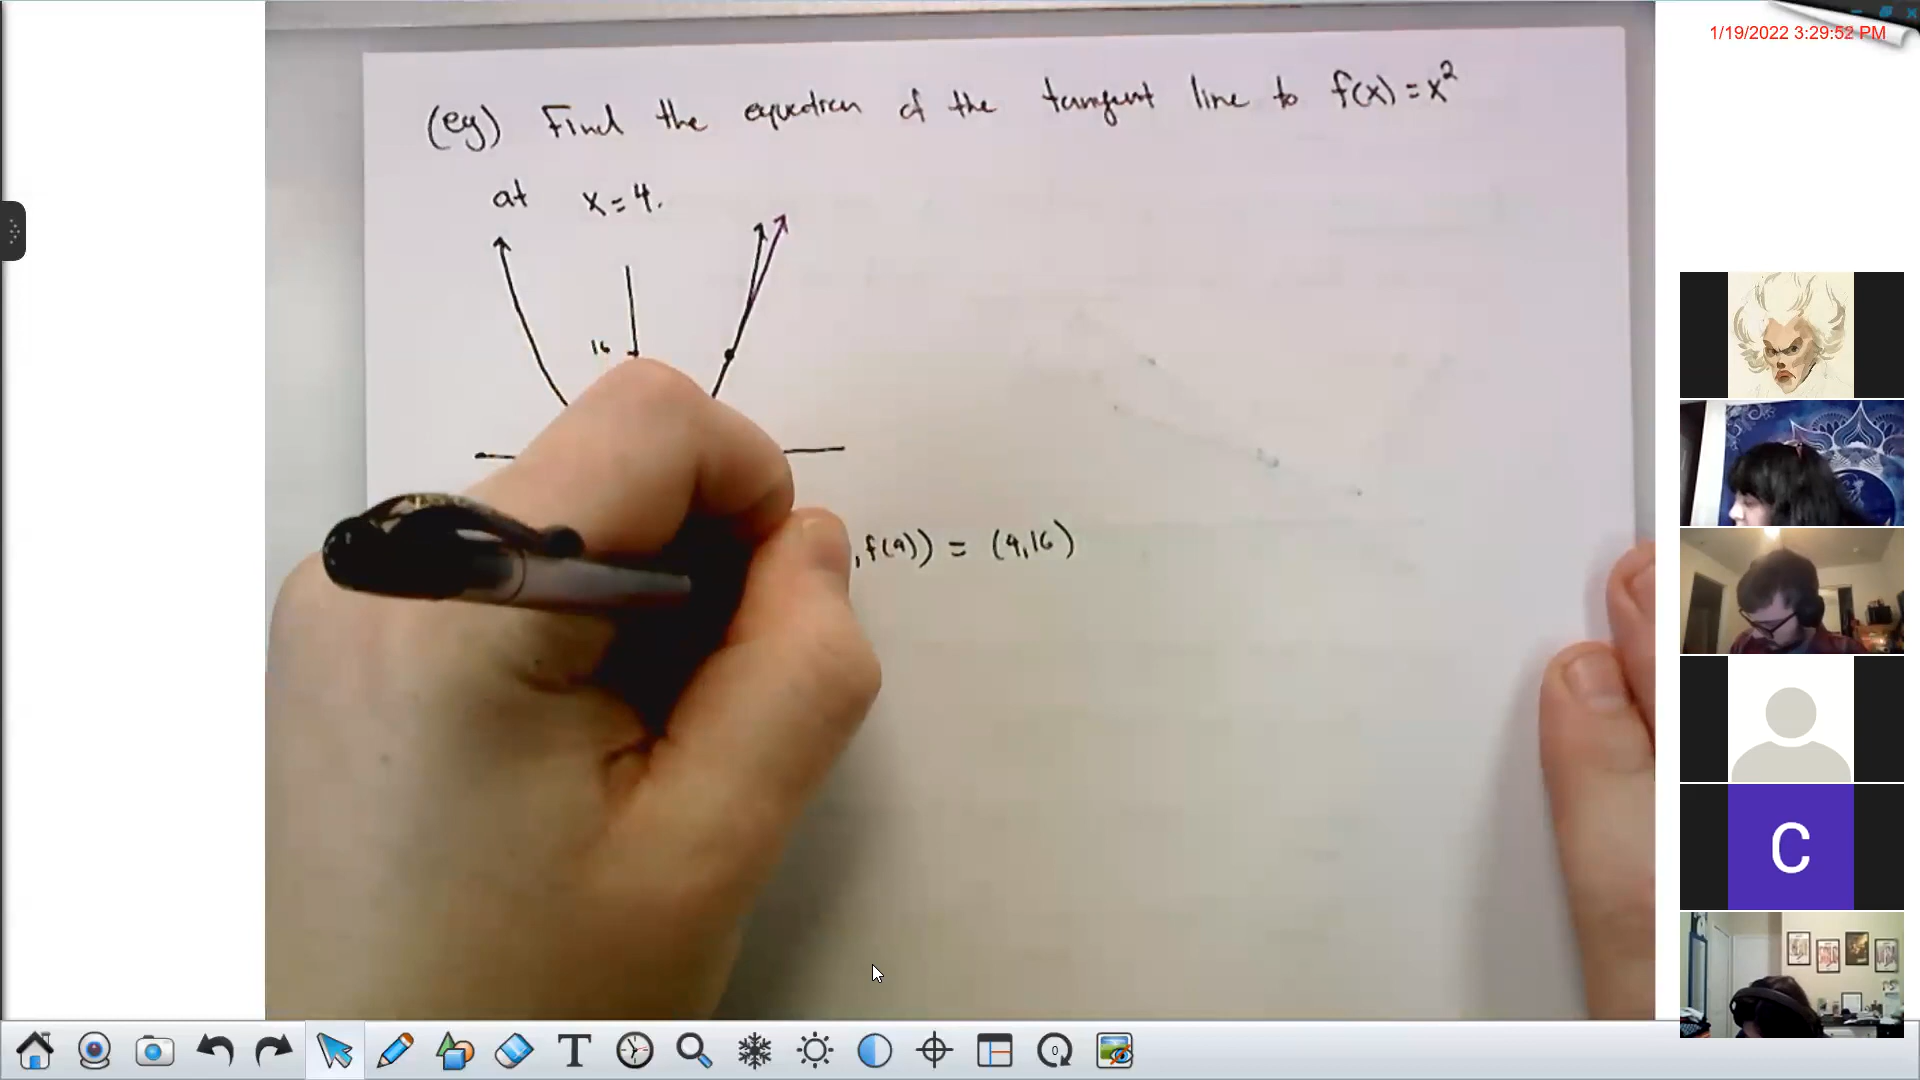 1/19/2022 3:29:52 PM
(eg) Find the equation of the tangent line to f(x) = x²
at x = 4.
16
, f(4)) = (4,16)
C
T
0